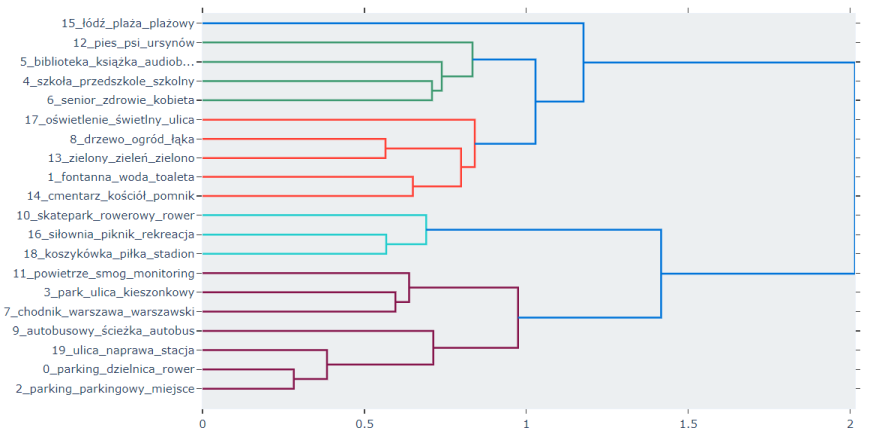 15_łódź_plaża_plażowy
12_pies_psi_ursynów
5_biblioteka_książka_audiob...
4_szkoła_przedszkole_szkolny
6_senior_zdrowie_kobieta
17_oświetlenie_świetlny_ulica
8_drzewo_ogród_łąka
13_zielony_zieleń_zielono
1_fontanna_woda_toaleta
14_cmentarz_kościół_pomnik
10_skatepark_rowerowy_rower
16_siłownia_piknik_rekreacja
18_koszykówka_piłka_stadion
11_powietrze_smog_monitoring
3_park_ulica_kieszonkowy
7_chodnik_warszawa_warszawski
9_autobusowy_ścieżka_autobus
19_ulica_naprawa_stacja
0_parking_dzielnica_rower
2_parking_parkingowy_miejsce
0 0.5 1 1.5 2